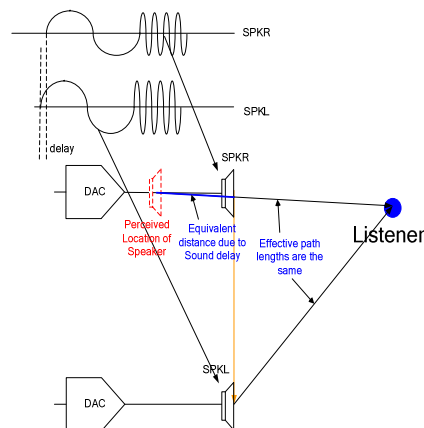 SPKR
SPKL
delay
SPKR
DAC
Perceived
Location of
Speaker
Equivalent
distance due to
Sound delay
Effective path
lengths are the
same
Listener
SPKL
DAC